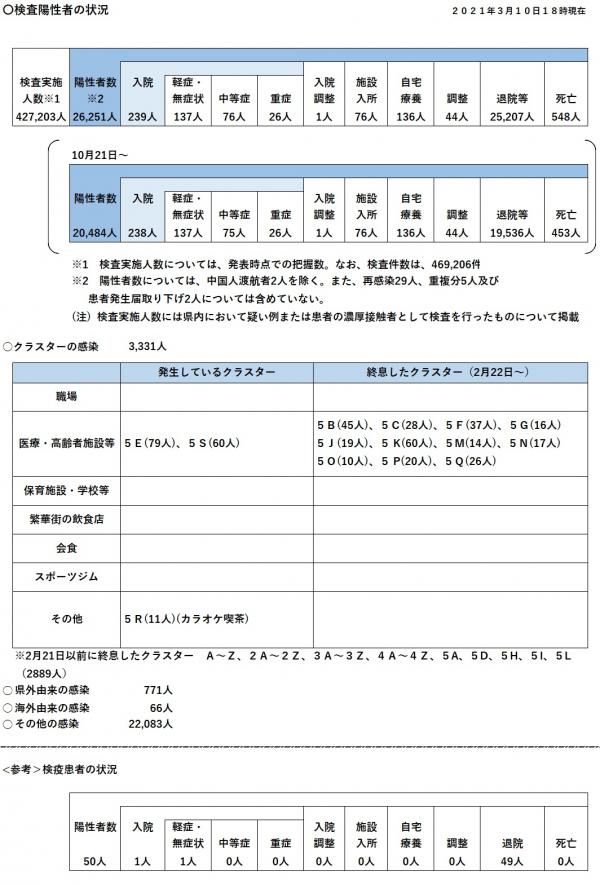 〇検査陽性者の状況
2021年3月10日18時現在
検査実施 陽性者数 入院 軽症・ 中等症 重症 入院 施設 自宅 調整 退院等 死亡
人数※1 ※2 無症状 調整 入所 療養
427,203人 26,251人 239人 137人 76人 26人 1人 76人 136人 44人 25,207人 548人
10月21日～
陽性者数 入院 軽症・ 中等症 重症 入院 施設 自宅 調整 退院等 死亡
無症状 調整 入所 療養
20,484人 238人 137人 75人 26人 1人 76人 136人 44人 19,536人 453人
※1 検査実施人数については、発表時点での把握数。なお、検査件数は、469,206件
※2 陽性者数については、中国人渡航者2人を除く。また、再感染29人、重複分5人及び
患者発生届取り下げ2人については含めていない。
（注）検査実施人数には県内において疑い例または患者の濃厚接触者として検査を行ったものについて掲載
〇クラスターの感染 3,331人
発生しているクラスター 終息したクラスター（2月22日～）
職場
医療・高齢者施設等 5E(79人)、5S(60人) 5B(45人)、5C(28人)、5F(37人)、5G(16人)
5J(19人)、5K(60人)、5M(14人)、5N(17人)
5O(10人)、5P(20人)、5Q(26人)
保育施設・学校等
繁華街の飲食店
会食
スポーツジム
その他 5R(11人)(カラオケ喫茶)
※2月21日以前に終息したクラスター A～Z、2A～2Z、3A～3Z、4A～4Z、5A、5D、5H、5I、5L
（2889人）
〇県外由来の感染 771人
〇海外由来の感染 66人
〇その他の感染 22,083人
<参考>検疫患者の状況
陽性者数 入院 軽症・ 中等症 重症 入院 施設 自宅 調整 退院 死亡
無症状 調整 入所 療養
50人 1人 1人 0人 0人 0人 0人 0人 0人 49人 0人